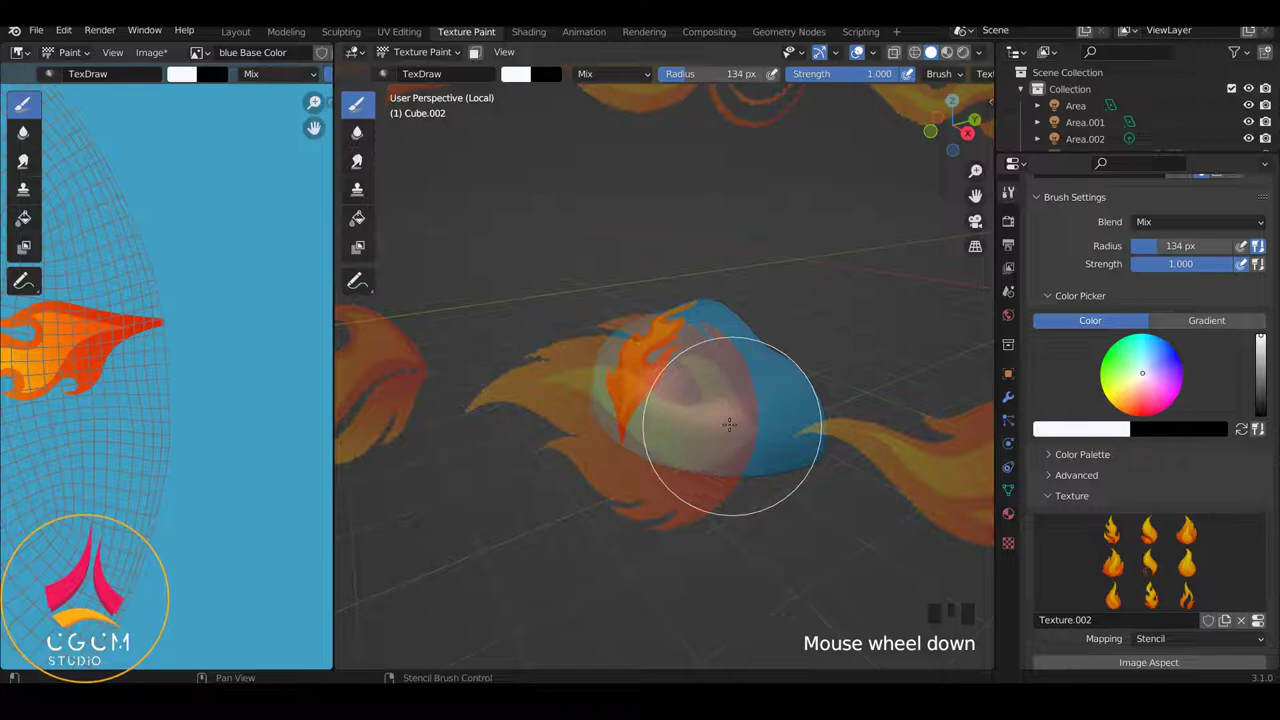 File Edit Render Window Help Layout Modeling Sculpting UV Editing Texture Paint Shading Animation Rendering Compositing Geometry Nodes Scripting Scene ViewLayer
Paint View Image* blue Base Color Texture Paint View
TexDraw Mix TexDraw Mix Radius 134 px Strength 1.000 Brush Text
User Perspective (Local)
(1) Cube.002
Scene Collection
Collection
Area
Area.001
Area.002
Brush Settings
Blend Mix
Radius 134 px
Strength 1.000
Color Picker
Color Gradient
Color Palette
Advanced
Texture
Texture.002
Mapping Stencil
Image Aspect
Mouse wheel down
CGCM
STUDIO
Pan View Stencil Brush Control 3.1.0
X
Y
Z